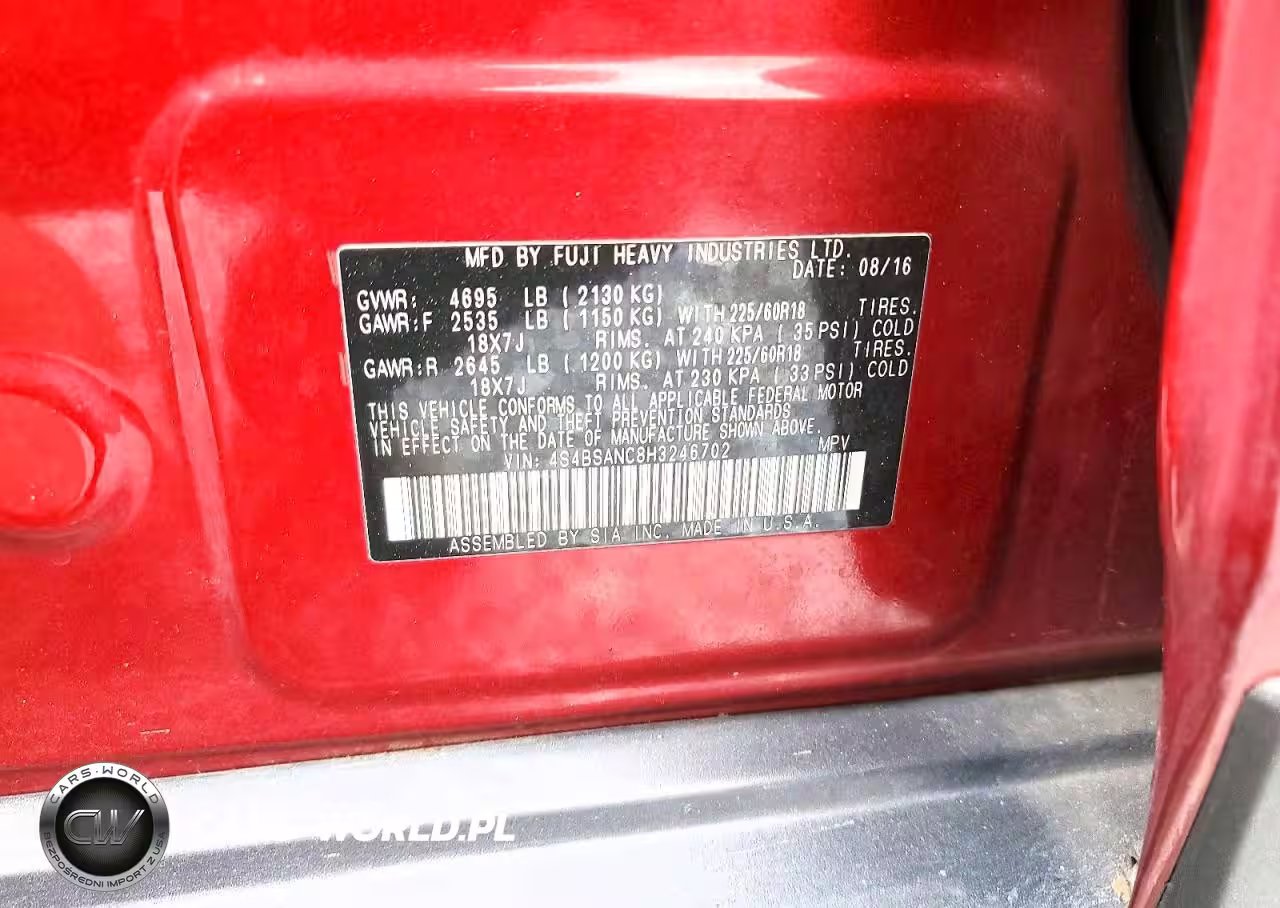 MFD BY FUJI HEAVY INDUSTRIES LTD.
DATE: 08/16
GVWR: 4695 LB (2130 KG)
GAWR:F 2535 LB (1150 KG) WITH 225/60R18 TIRES.
18X7J RIMS. AT 240 KPA (35 PSI) COLD
GAWR:R 2645 LB (1200 KG) WITH 225/60R18 TIRES.
18X7J RIMS. AT 230 KPA (33 PSI) COLD
THIS VEHICLE CONFORMS TO ALL APPLICABLE FEDERAL MOTOR
VEHICLE SAFETY AND THEFT PREVENTION STANDARDS
IN EFFECT ON THE DATE OF MANUFACTURE SHOWN ABOVE.
VIN: 4S4BSANC8H3246702 MPV
ASSEMBLED BY SIA INC. MADE IN U.S.A.
CARS-WORLD
CW
BEZPOŚREDNI IMPORT Z USA
WORLD.PL